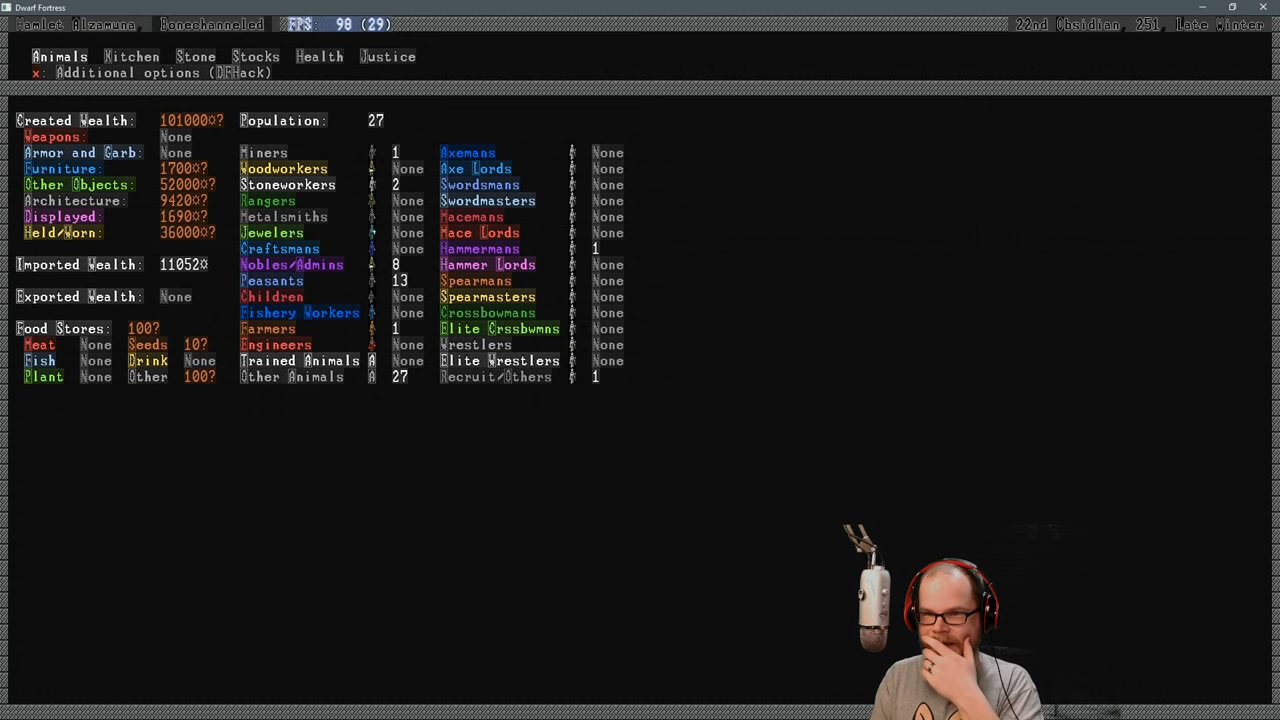 Dwarf Fortress
Hamlet Alzamuna, Bonechanneled FPS: 98 (29) 22nd Obsidian, 251, Late Winter
Animals Kitchen Stone Stocks Health Justice
x: Additional options (DFHack)
Created Wealth: 101000☼? Population: 27
Weapons: None
Armor and Garb: None Miners 1 Axemans None
Furniture: 1700☼? Woodworkers None Axe Lords None
Other Objects: 52000☼? Stoneworkers 2 Swordsmans None
Architecture: 9420☼? Rangers None Swordmasters None
Displayed: 1690☼? Metalsmiths None Macemans None
Held/Worn: 36000☼? Jewelers None Mace Lords None
Craftsmans None Hammermans 1
Imported Wealth: 11052☼ Nobles/Admins 8 Hammer Lords None
Peasants 13 Spearmans None
Exported Wealth: None Children None Spearmasters None
Fishery Workers None Crossbowmans None
Food Stores: 100? Farmers 1 Elite Crssbwmns None
Meat None Seeds 10? Engineers None Wrestlers None
Fish None Drink None Trained Animals A None Elite Wrestlers None
Plant None Other 100? Other Animals A 27 Recruit/Others 1